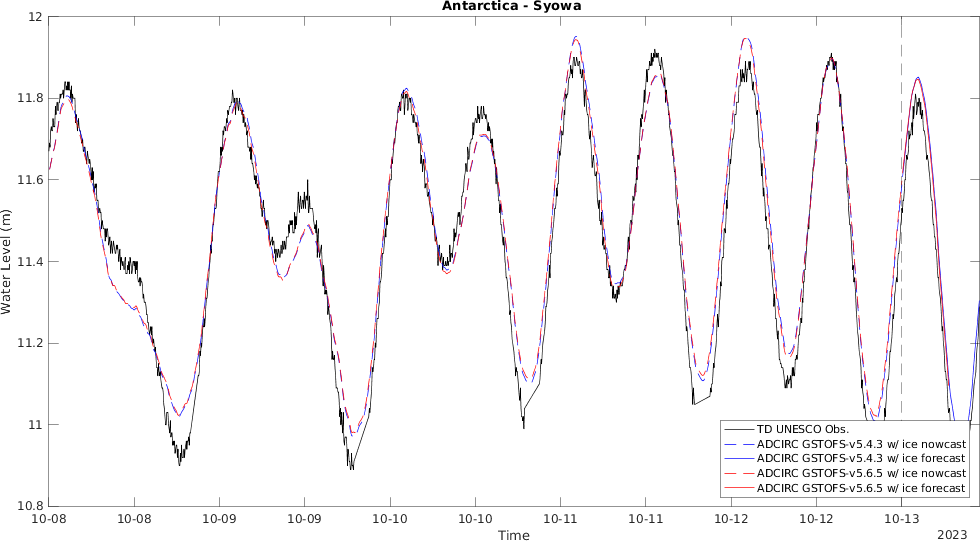 Antarctica - Syowa
12
11.8
11.6
11.4
11.2
11
10.8
Water Level (m)
TD UNESCO Obs.
ADCIRC GSTOFS-v5.4.3 w/ ice nowcast
ADCIRC GSTOFS-v5.4.3 w/ ice forecast
ADCIRC GSTOFS-v5.6.5 w/ ice nowcast
ADCIRC GSTOFS-v5.6.5 w/ ice forecast
10-08 10-08 10-09 10-09 10-10 10-10 10-11 10-11 10-12 10-12 10-13
Time
2023